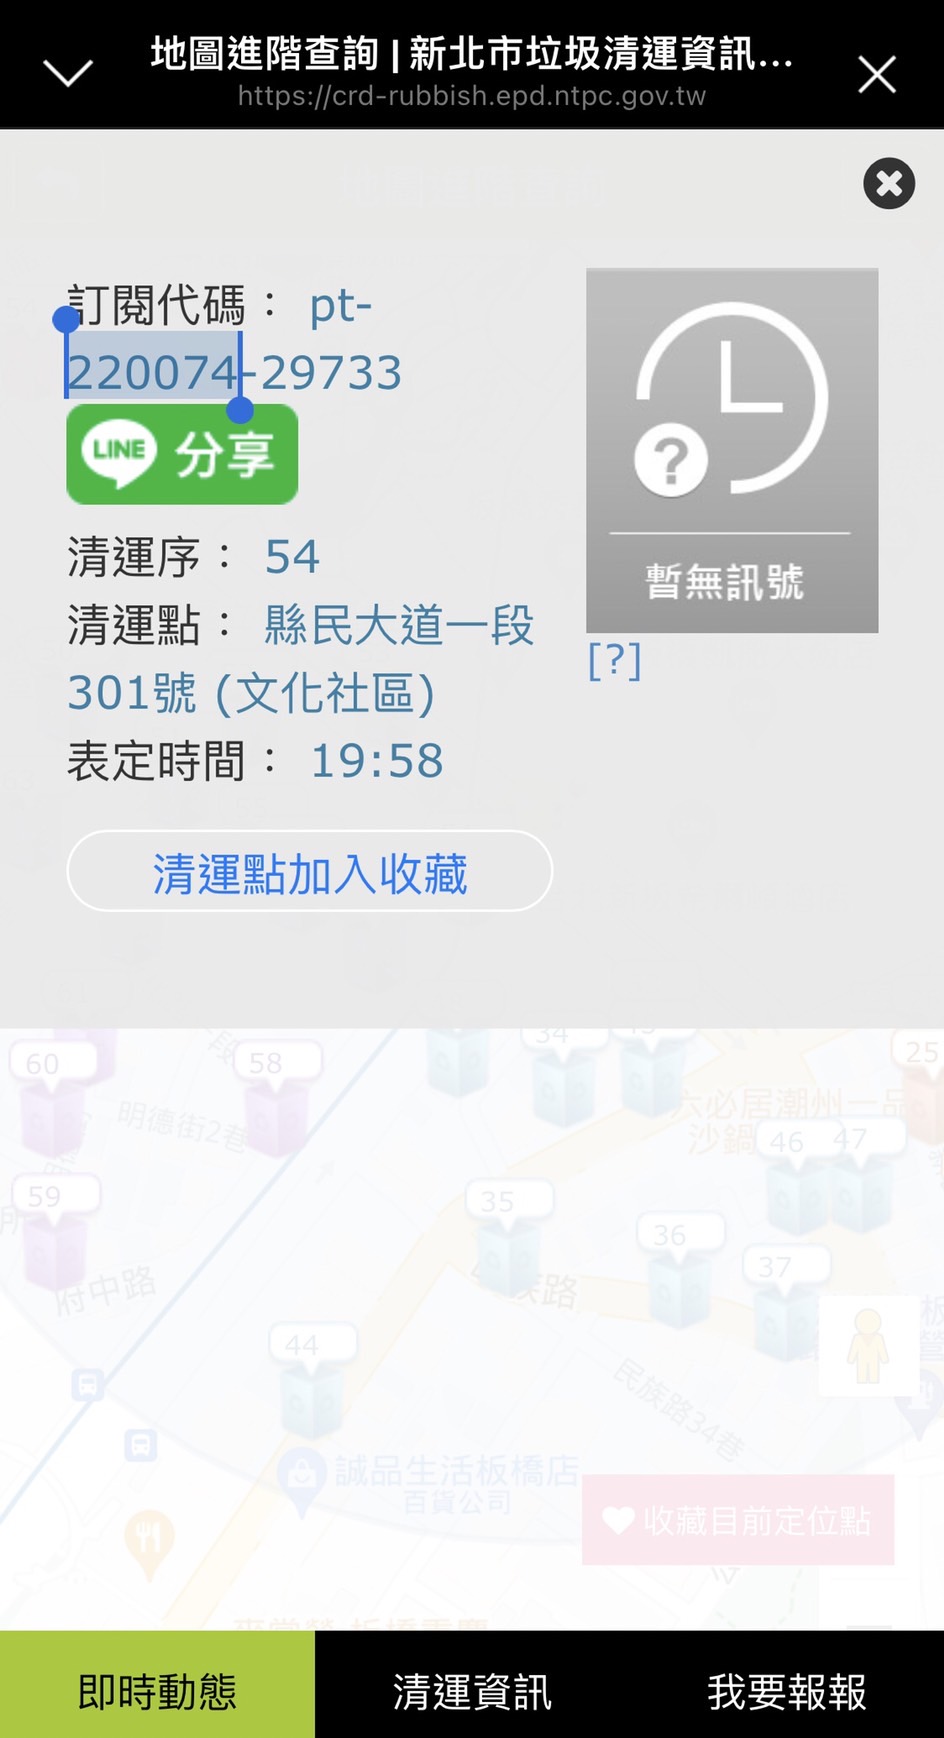 地圖進階查詢 | 新北市垃圾清運資訊...
https://crd-rubbish.epd.ntpc.gov.tw
訂閱代碼： pt-
220074-29733
LINE 分享
清運序： 54
清運點： 縣民大道一段
301號 (文化社區)
表定時間： 19:58
暫無訊號
[?]
清運點加入收藏
60
58
34
25
明德街2巷
六必居潮州一品
沙鍋
46
47
59
35
36
37
府中路
44
民族路34巷
誠品生活板橋店
百貨公司
收藏目前定位點
即時動態
清運資訊
我要報報